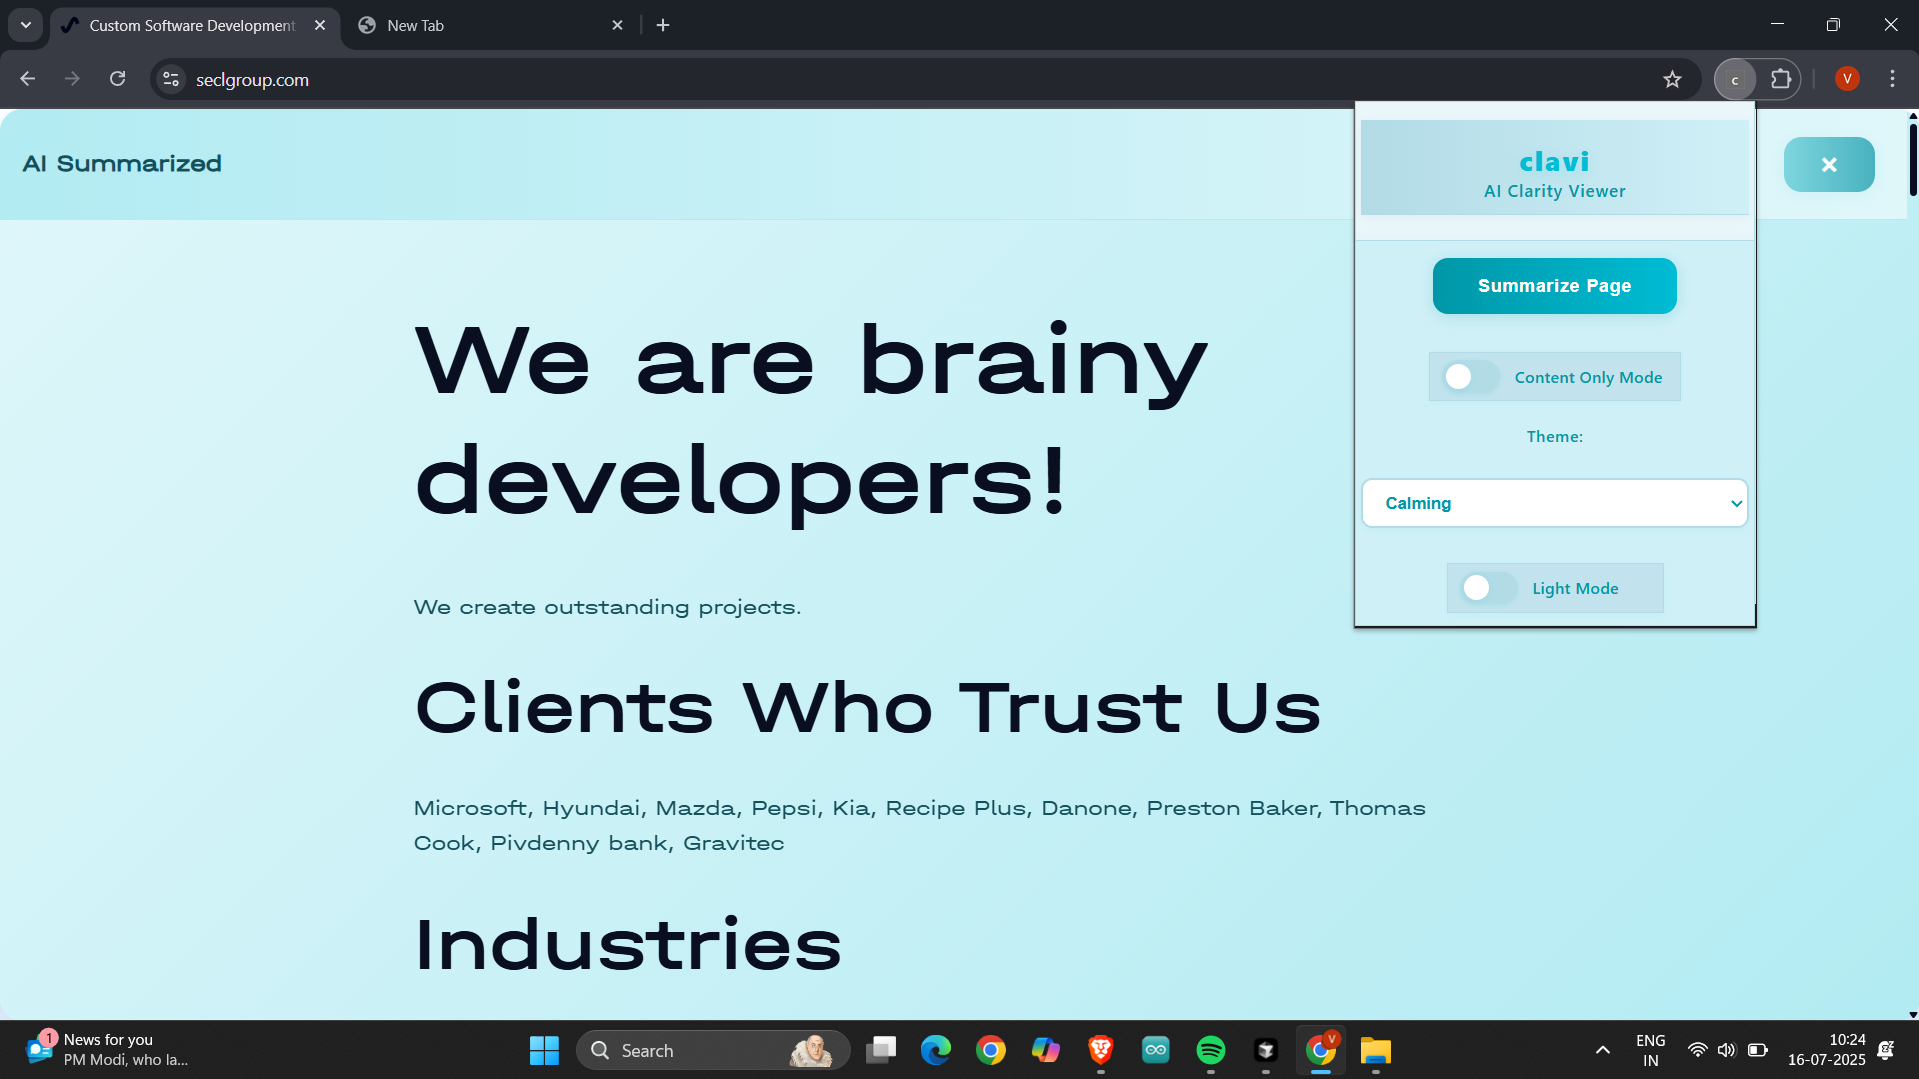 Custom Software Development
New Tab
seclgroup.com
c
V
AI Summarized
clavi
AI Clarity Viewer
Summarize Page
Content Only Mode
Theme:
Calming
Light Mode
We are brainy
developers!
We create outstanding projects.
Clients Who Trust Us
Microsoft, Hyundai, Mazda, Pepsi, Kia, Recipe Plus, Danone, Preston Baker, Thomas
Cook, Pivdenny bank, Gravitec
Industries
1
News for you
PM Modi, who la...
Search
V
ENG
IN
10:24
16-07-2025